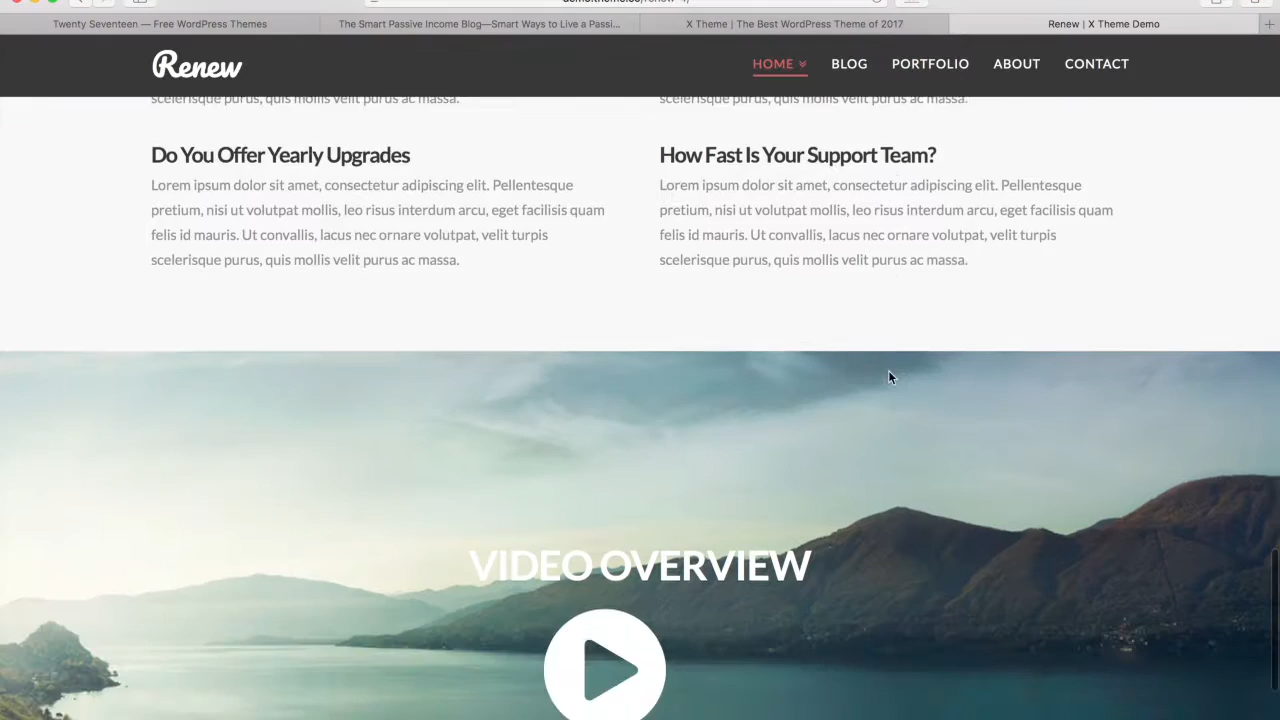 Twenty Seventeen — Free WordPress Themes
The Smart Passive Income Blog—Smart Ways to Live a Passi...
X Theme | The Best WordPress Theme of 2017
Renew | X Theme Demo
Renew
HOME
BLOG
PORTFOLIO
ABOUT
CONTACT
scelerisque purus, quis mollis velit purus ac massa.
scelerisque purus, quis mollis velit purus ac massa.
Do You Offer Yearly Upgrades
Lorem ipsum dolor sit amet, consectetur adipiscing elit. Pellentesque
pretium, nisi ut volutpat mollis, leo risus interdum arcu, eget facilisis quam
felis id mauris. Ut convallis, lacus nec ornare volutpat, velit turpis
scelerisque purus, quis mollis velit purus ac massa.
How Fast Is Your Support Team?
Lorem ipsum dolor sit amet, consectetur adipiscing elit. Pellentesque
pretium, nisi ut volutpat mollis, leo risus interdum arcu, eget facilisis quam
felis id mauris. Ut convallis, lacus nec ornare volutpat, velit turpis
scelerisque purus, quis mollis velit purus ac massa.
VIDEO OVERVIEW